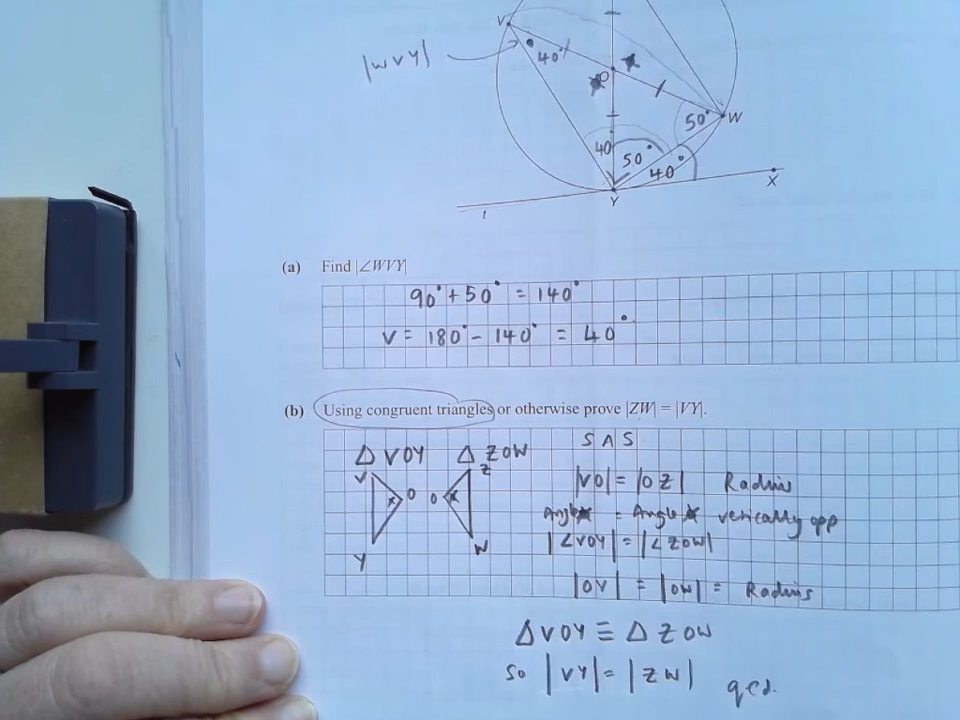 V
|WVY|
40°
O
50° W
40
50° 40°
X
Y
l
(a) Find |∠WVY|
90° + 50° = 140°
V = 180° - 140° = 40°
(b) Using congruent triangles, or otherwise prove |ZW| = |VY|.
S A S
Δ VOY Δ ZOW
V O Y
Z O W
|VO| = |OZ| Radius
Angle = Angle vertically opp
|∠VOY| = |∠ZOW|
|OY| = |OW| = Radius
Δ VOY ≡ Δ ZOW
so |VY| = |ZW| qed.